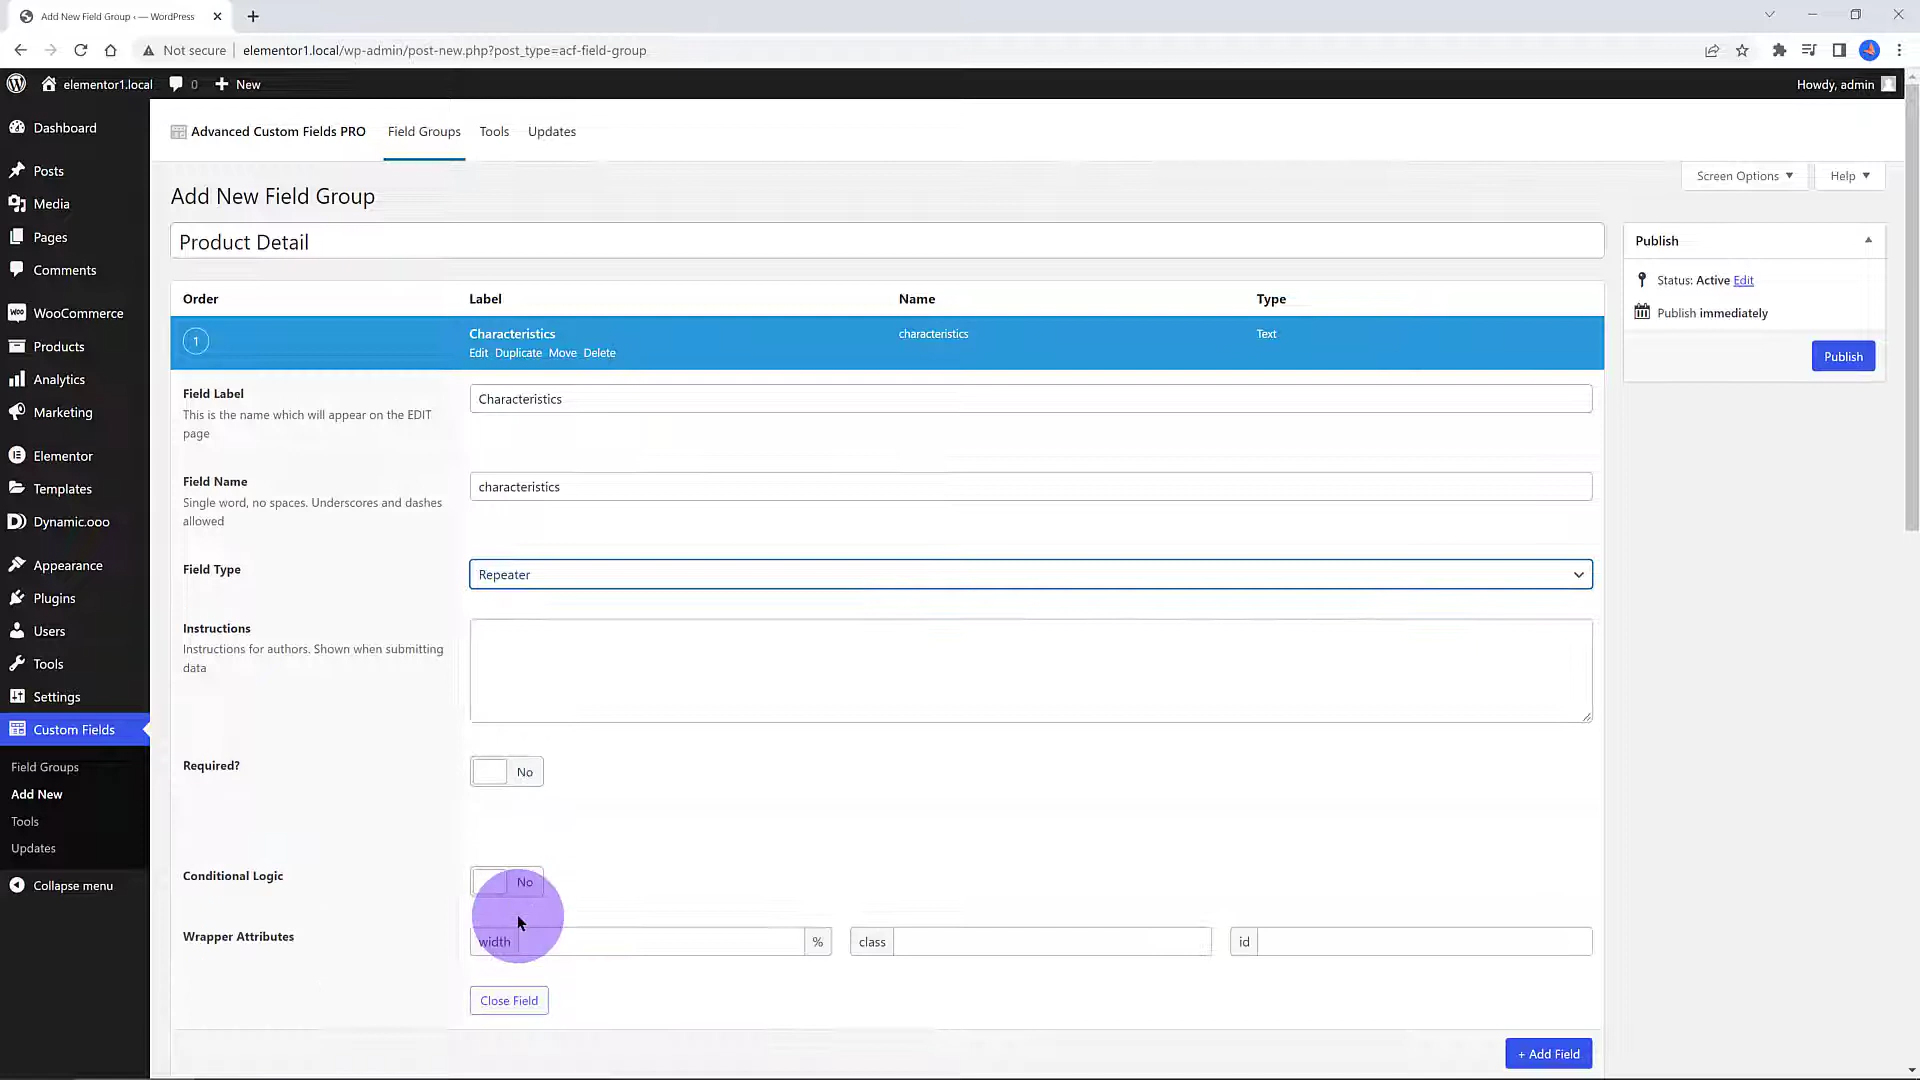 Add New Field Group ‹ — WordPress
Not secure
elementor1.local/wp-admin/post-new.php?post_type=acf-field-group
elementor1.local
0
New
Howdy, admin
Dashboard
Posts
Media
Pages
Comments
WooCommerce
Products
Analytics
Marketing
Elementor
Templates
Dynamic.ooo
Appearance
Plugins
Users
Tools
Settings
Custom Fields
Field Groups
Add New
Tools
Updates
Collapse menu
Advanced Custom Fields PRO Field Groups Tools Updates
Screen Options Help
Add New Field Group
Product Detail
Order Label Name Type
1 Characteristics characteristics Text
Edit Duplicate Move Delete
Field Label
This is the name which will appear on the EDIT
page
Characteristics
Field Name
Single word, no spaces. Underscores and dashes
allowed
characteristics
Field Type
Repeater
Instructions
Instructions for authors. Shown when submitting
data
Required?
No
Conditional Logic
No
Wrapper Attributes
width % class id
Close Field
+ Add Field
Publish
Status: Active Edit
Publish immediately
Publish